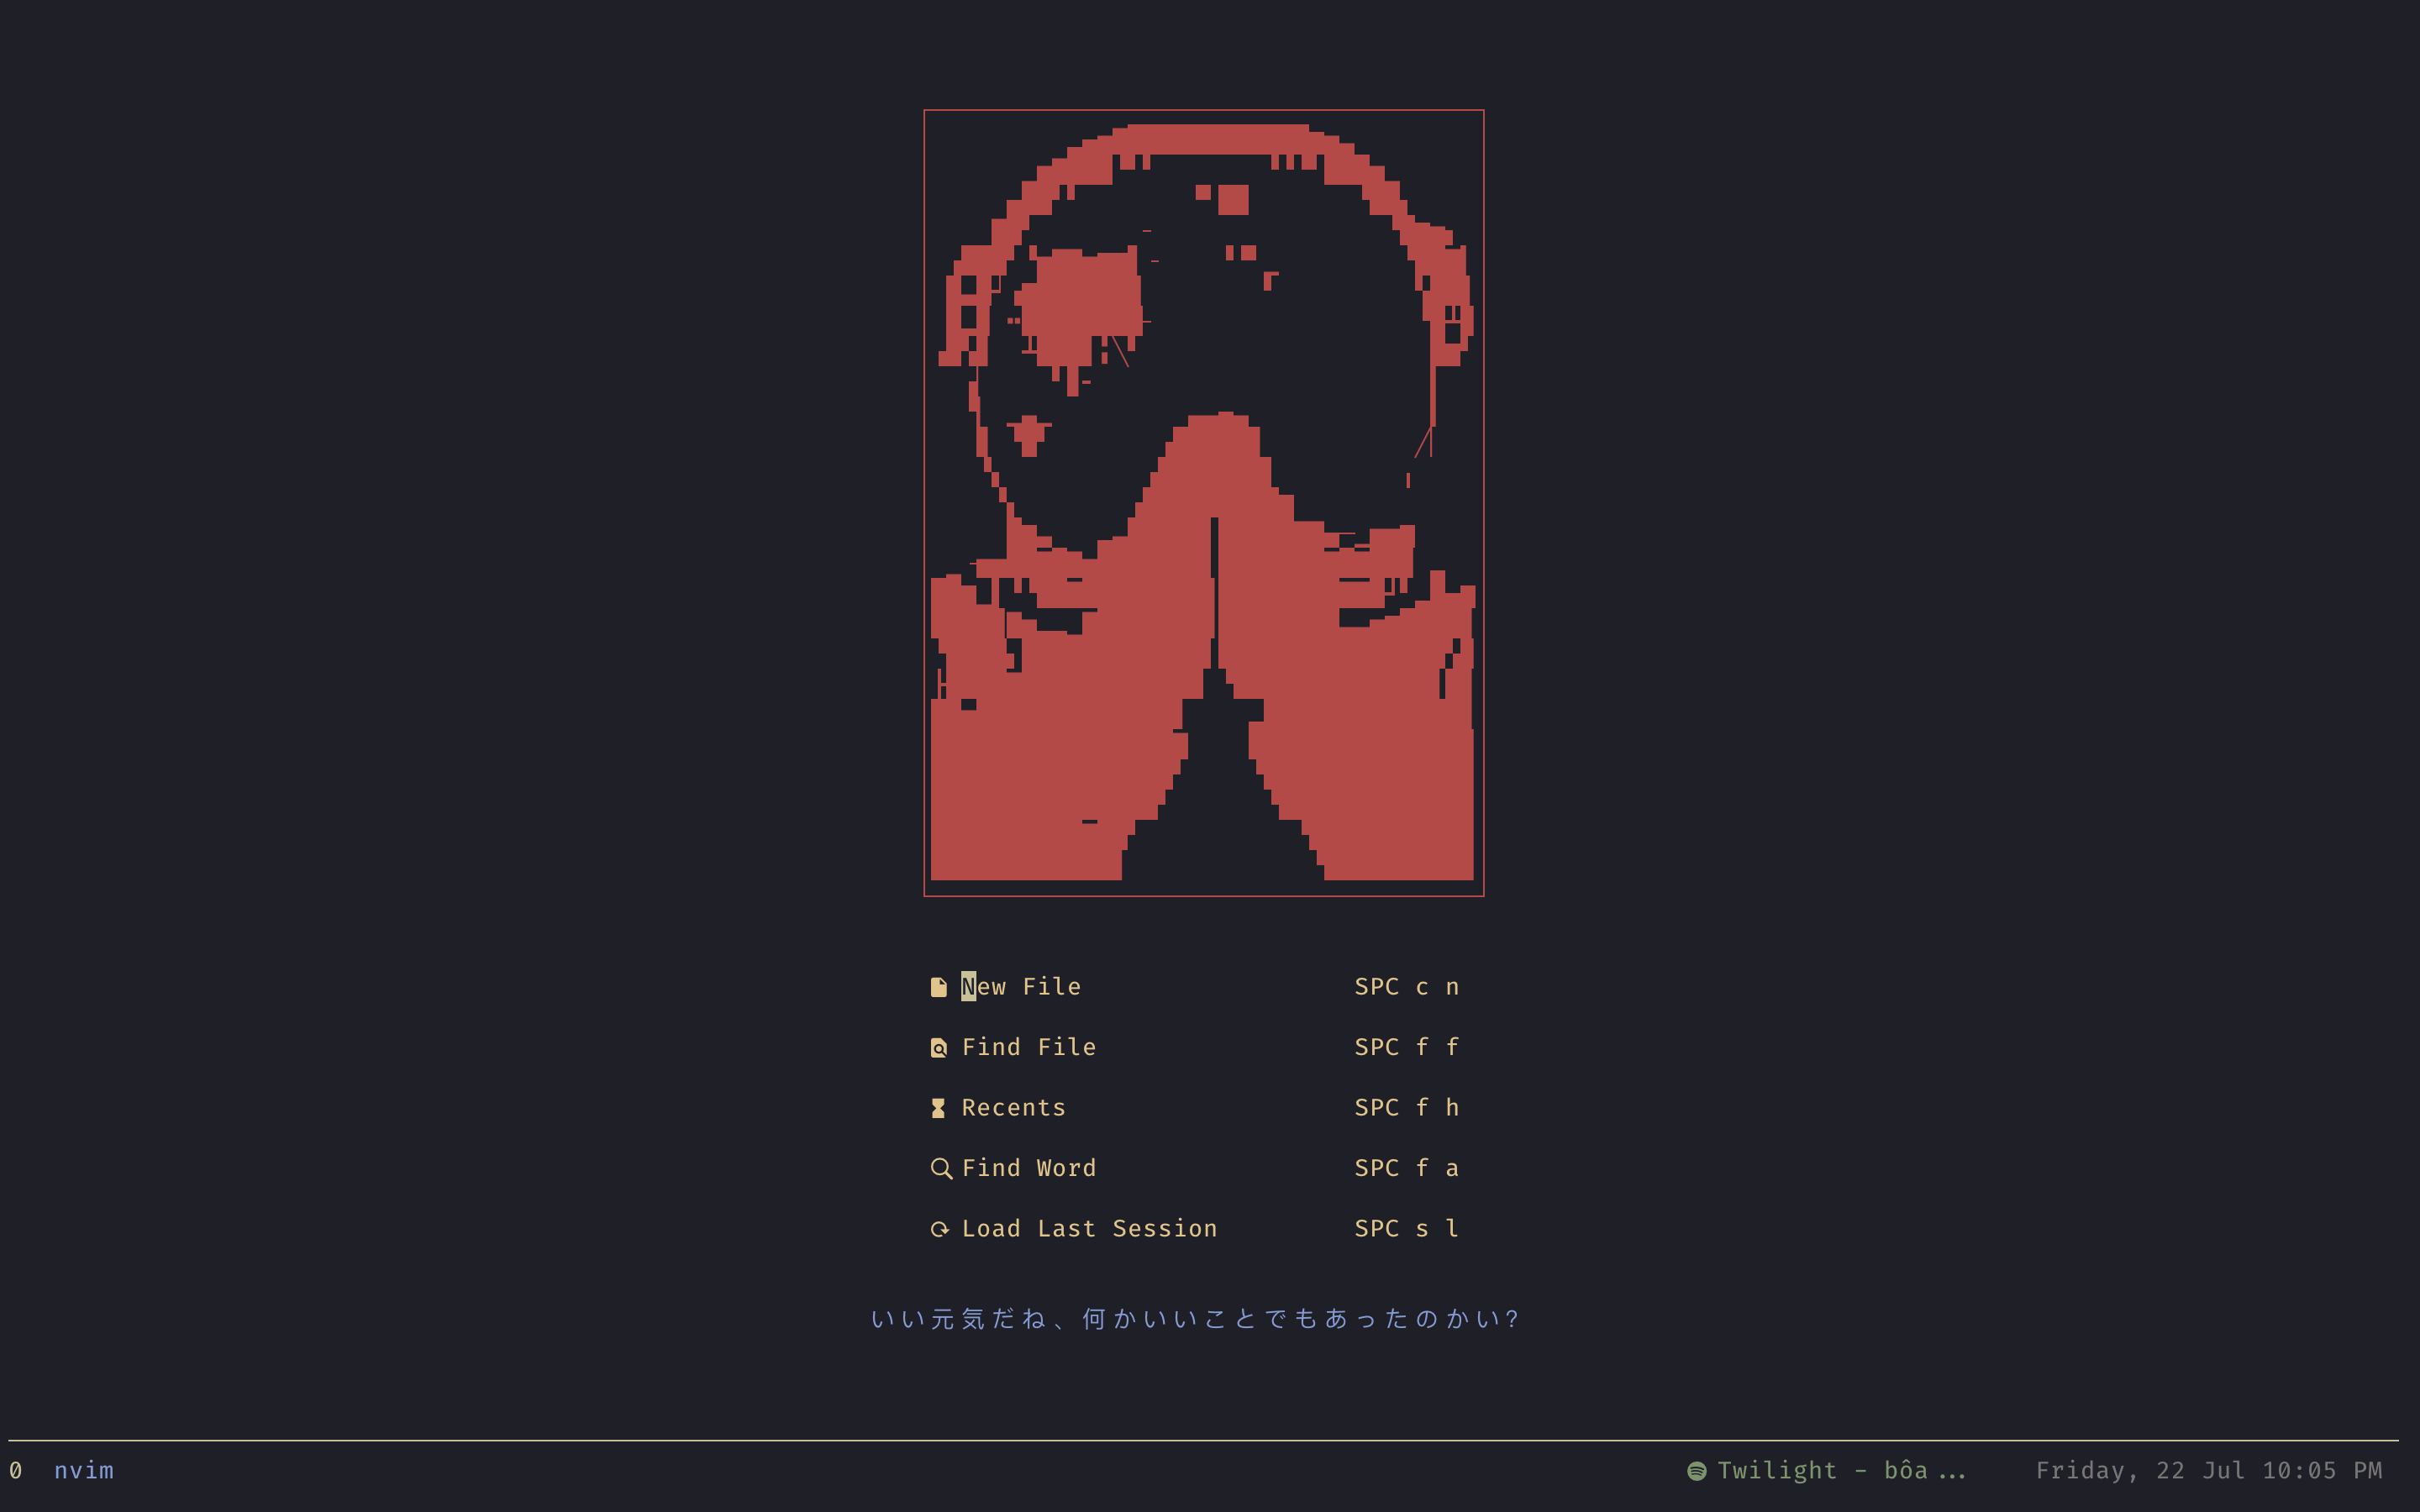 New File SPC c n
Find File SPC f f
Recents SPC f h
Find Word SPC f a
Load Last Session SPC s l
いい元気だね、何かいいことでもあったのかい?
0 nvim Twilight - bôa... Friday, 22 Jul 10:05 PM